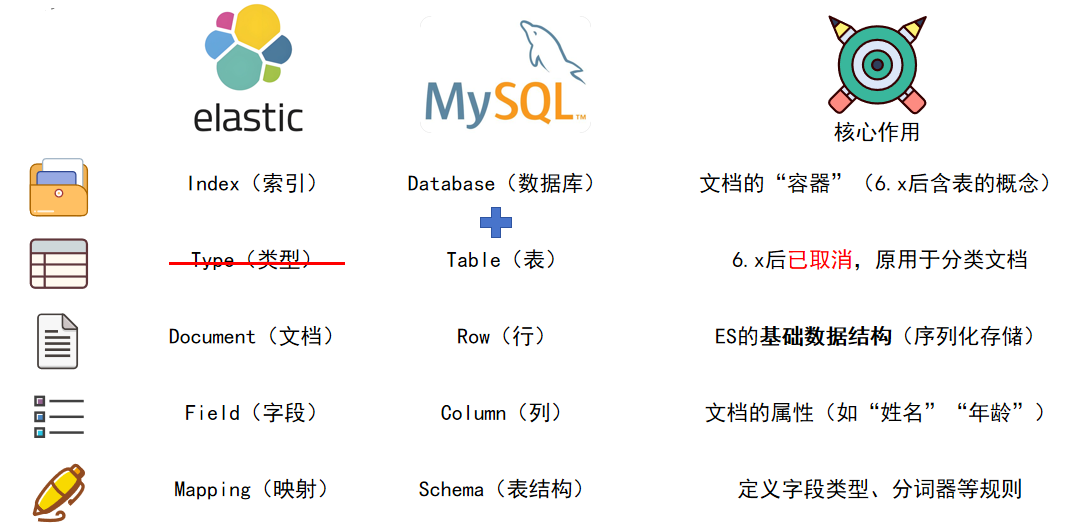 elastic
MySQL™
核心作用
Index（索引） Database（数据库） 文档的“容器”（6.x后含表的概念）
Type（类型） Table（表） 6.x后已取消，原用于分类文档
Document（文档） Row（行） ES的基础数据结构（序列化存储）
Field（字段） Column（列） 文档的属性（如“姓名”“年龄”）
Mapping（映射） Schema（表结构） 定义字段类型、分词器等规则